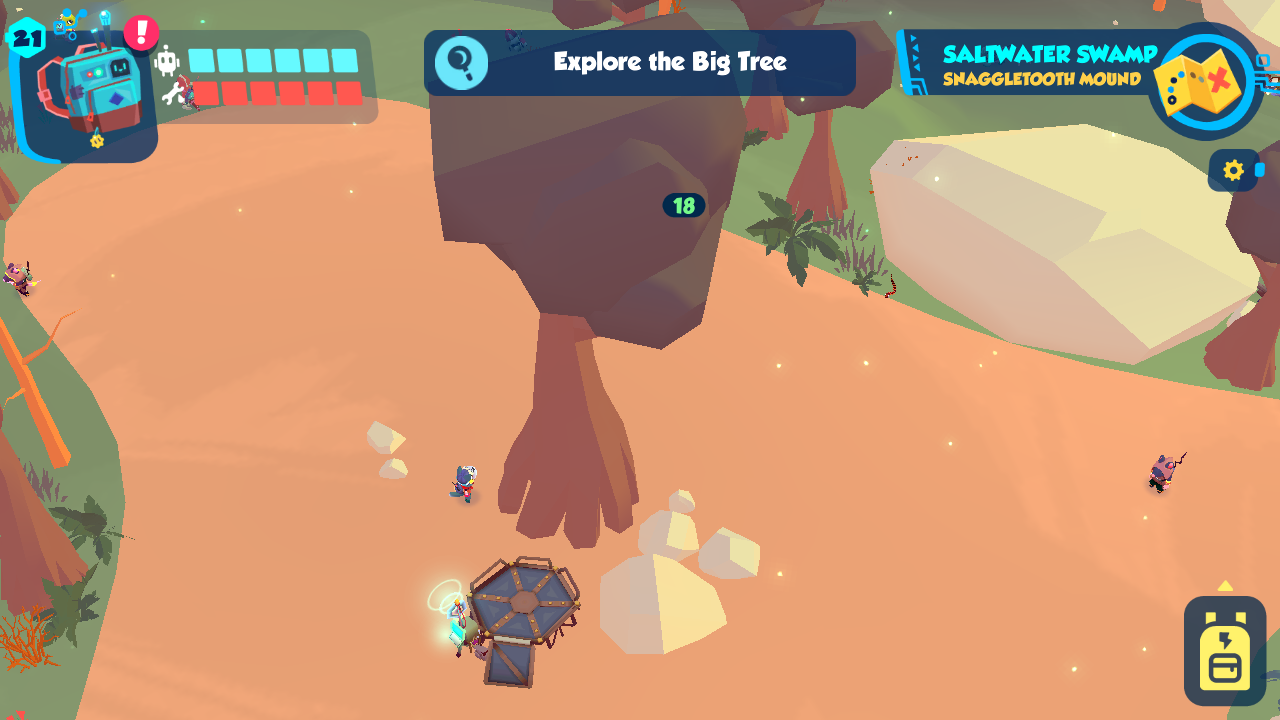 21
!
Explore the Big Tree
SALTWATER SWAMP
SNAGGLETOOTH MOUND
18